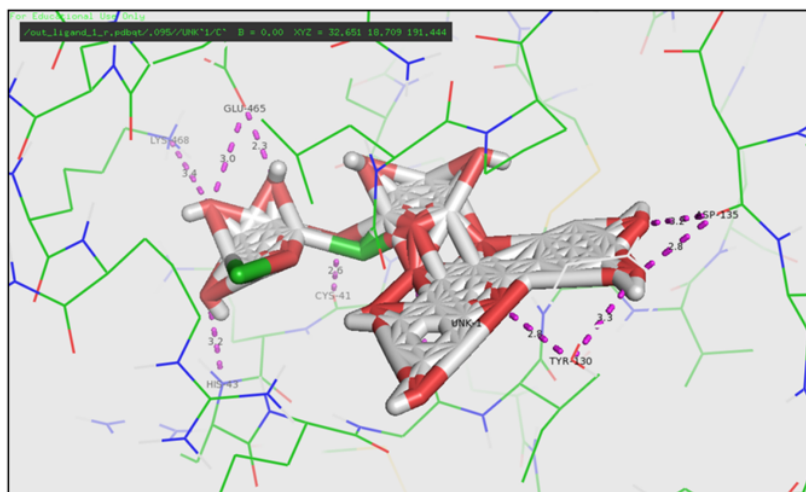 For Educational Use Only
/out_ligand_1_r.pdbqt/,095//UNK`1/C` B = 0,00 XYZ = 32,651 18,709 191,444
GLU-465
LYS-468
3.0
2.3
3.4
ASP-135
3.2
2.8
2.6
CYS-41
UNK-1
2.8
3.3
TYR-130
3.2
HIS-43